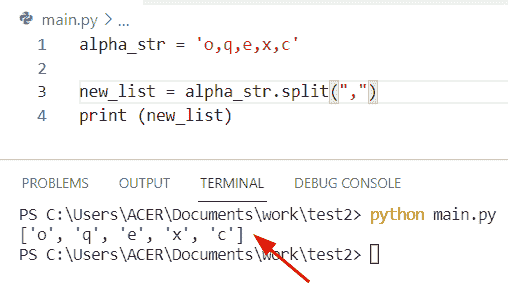 main.py > ...
1 alpha_str = 'o,q,e,x,c'
2
3 new_list = alpha_str.split(",")
4 print (new_list)
PROBLEMS OUTPUT TERMINAL DEBUG CONSOLE
PS C:\Users\ACER\Documents\work\test2> python main.py
['o', 'q', 'e', 'x', 'c']
PS C:\Users\ACER\Documents\work\test2>